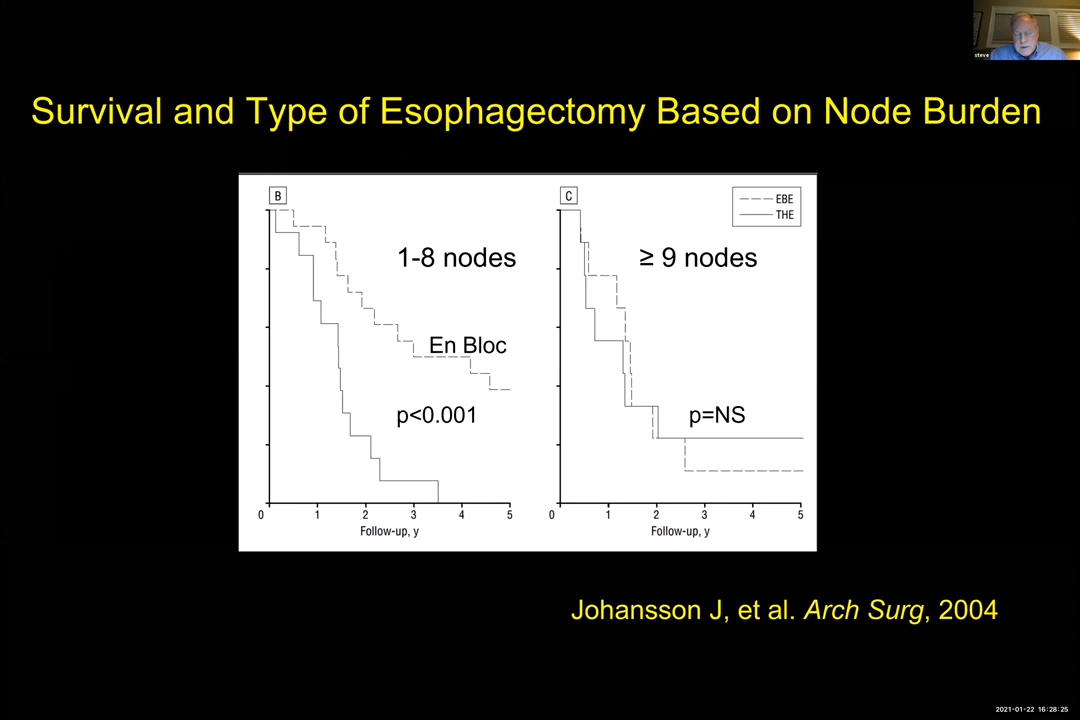 steve
Survival and Type of Esophagectomy Based on Node Burden
B
1-8 nodes
En Bloc
p<0.001
0 1 2 3 4 5
Follow-up, y
C
EBE
THE
≥ 9 nodes
p=NS
0 1 2 3 4 5
Follow-up, y
Johansson J, et al. Arch Surg, 2004
2021-01-22 16:28:25